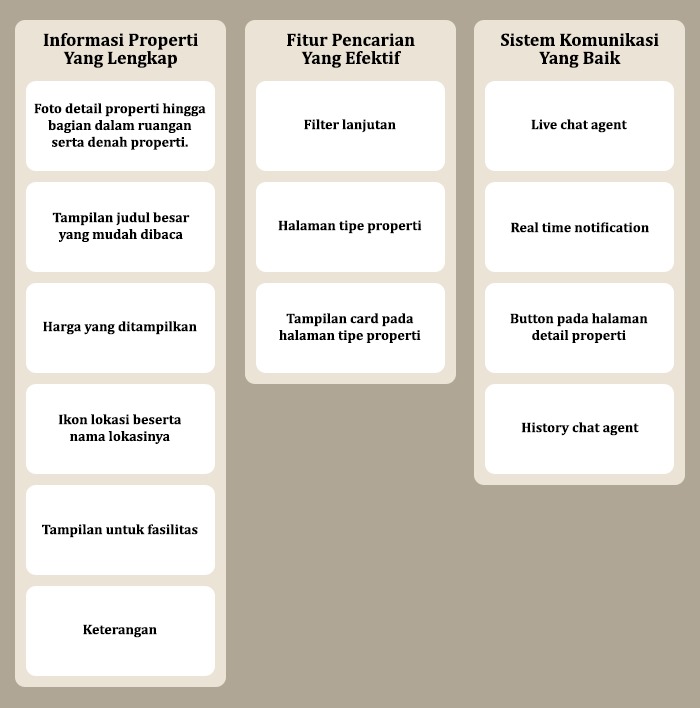 Informasi Properti
Yang Lengkap
Foto detail properti hingga
bagian dalam ruangan
serta denah properti.
Tampilan judul besar
yang mudah dibaca
Harga yang ditampilkan
Ikon lokasi beserta
nama lokasinya
Tampilan untuk fasilitas
Keterangan
Fitur Pencarian
Yang Efektif
Filter lanjutan
Halaman tipe properti
Tampilan card pada
halaman tipe properti
Sistem Komunikasi
Yang Baik
Live chat agent
Real time notification
Button pada halaman
detail properti
History chat agent